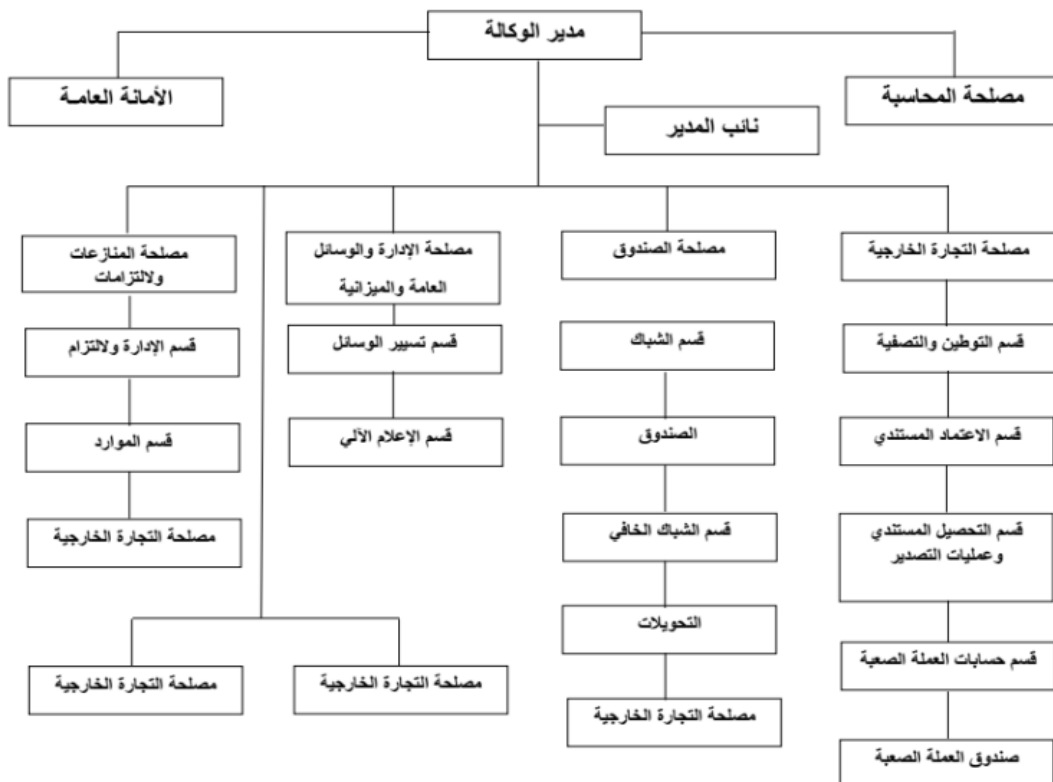 مدير الوكالة
مصلحة المحاسبة
الأمانة العامة
نائب المدير
مصلحة التجارة الخارجية
مصلحة الصندوق
مصلحة الإدارة والوسائل
العامة والميزانية
مصلحة المنازعات
ولالتزامات
قسم التوطين والتصفية
قسم الشباك
قسم تسيير الوسائل
قسم الإدارة ولالتزام
قسم الاعتماد المستندي
الصندوق
قسم الإعلام الآلي
قسم الموارد
قسم التحصيل المستندي
وعمليات التصدير
قسم الشباك الخافي
مصلحة التجارة الخارجية
التحويلات
قسم حسابات العملة الصعبة
مصلحة التجارة الخارجية
مصلحة التجارة الخارجية
مصلحة التجارة الخارجية
صندوق العملة الصعبة